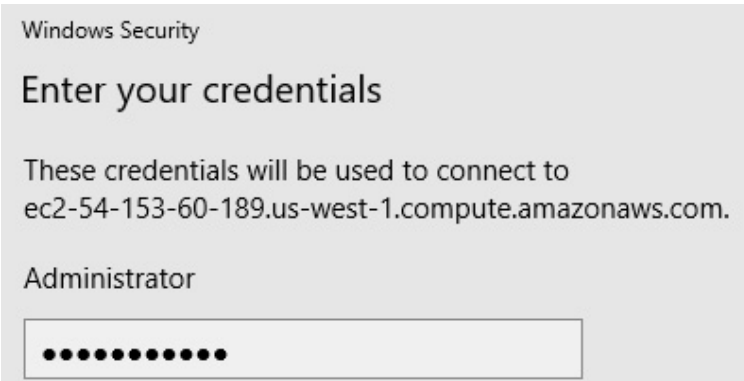 Windows Security
Enter your credentials
These credentials will be used to connect to
ec2-54-153-60-189.us-west-1.compute.amazonaws.com.
Administrator
●●●●●●●●●●●